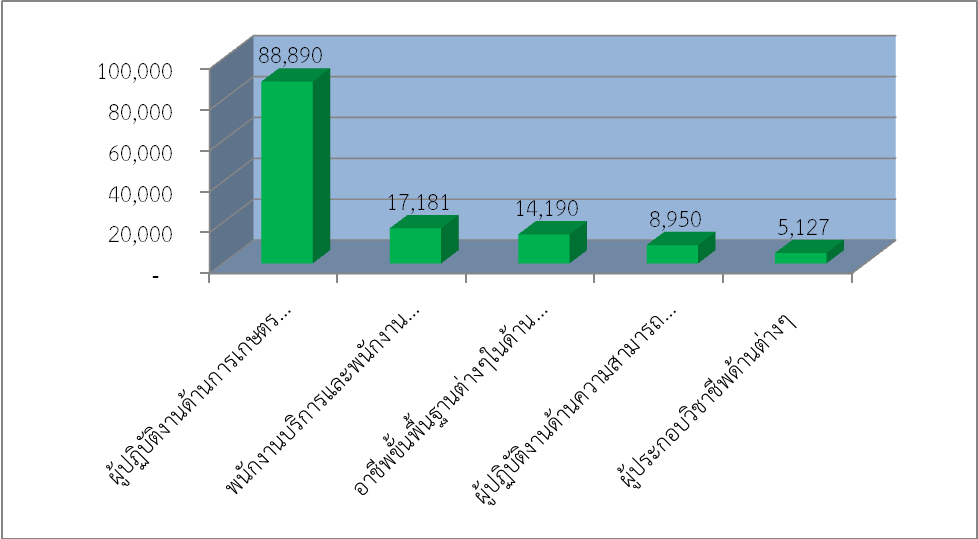 88,890
100,000
80,000
60,000
40,000
20,000
-
17,181
14,190
8,950
5,127
ผู้ปฏิบัติงานด้านการเกษตร...
พนักงานบริการและพนักงาน...
อาชีพขั้นพื้นฐานต่างๆในด้าน...
ผู้ปฏิบัติงานด้านความสามารถ...
ผู้ประกอบวิชาชีพด้านต่างๆ